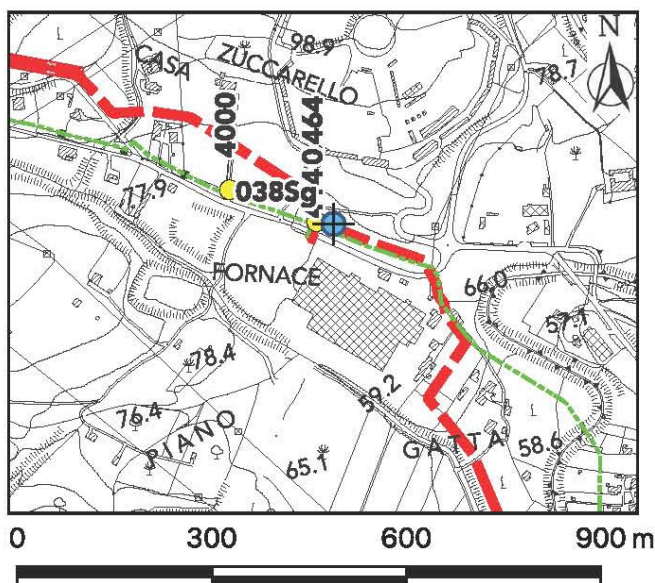 N
98.9
78.7
CASA
ZUCCARELLO
4000
464
77.9
038Sg
FORNACE
66.0
57.1
78.4
59.2
76.4
PIANO
GATTA
58.6
65.1
0 300 600 900 m